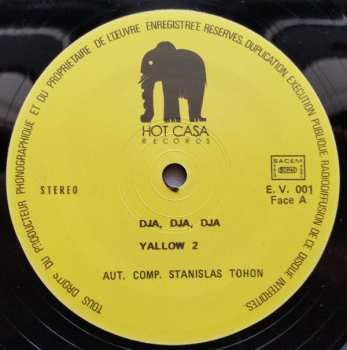 TOUS DROITS DU PRODUCTEUR PHONOGRAPHIQUE ET DU PROPRIETAIRE DE L'ŒUVRE ENREGISTREE RESERVES. DUPLICATION, EXECUTION PUBLIQUE, RADIODIFFUSION DE CE DISQUE INTERDITES.
HOT CASA
RECORDS
STEREO
SACEM
E. V. 001
Face A
DJA, DJA, DJA
YALLOW 2
AUT. COMP. STANISLAS TOHON